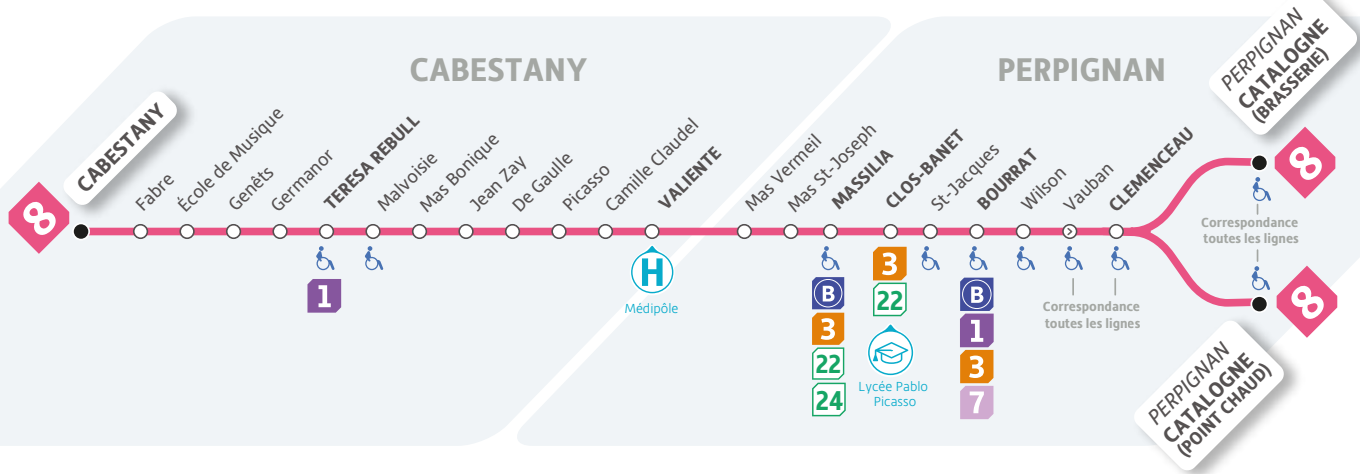 CABESTANY
PERPIGNAN
8
CABESTANY
Fabre
École de Musique
Genêts
Germanor
TERESA REBULL
Malvoisie
Mas Bonique
Jean Zay
De Gaulle
Picasso
Camille Claudel
VALIENTE
Mas Vermeil
Mas St-Joseph
MASSILIA
CLOS-BANET
St-Jacques
BOURRAT
Wilson
Vauban
CLEMENCEAU
PERPIGNAN
CATALOGNE
(BRASSERIE)
8
1
H
Médipôle
B
3
22
24
3
22
Lycée Pablo
Picasso
B
1
3
7
Correspondance
toutes les lignes
Correspondance
toutes les lignes
8
PERPIGNAN
CATALOGNE
(POINT CHAUD)